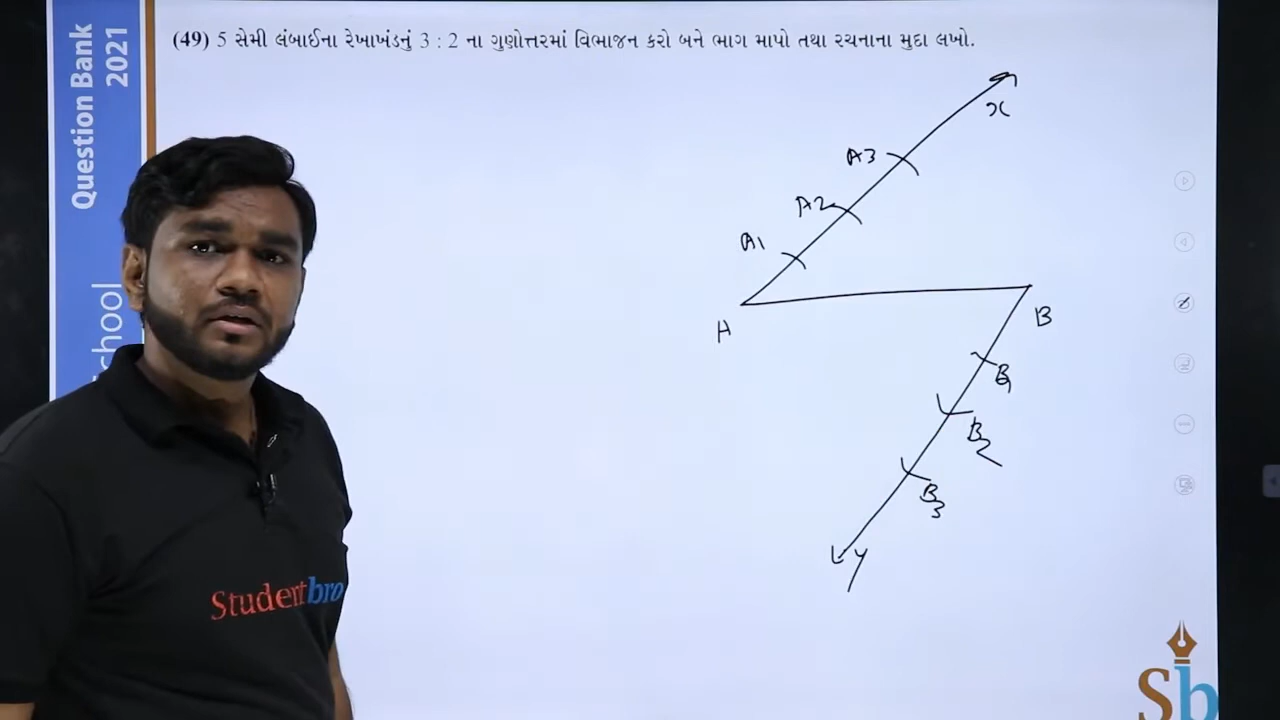 Question Bank
2021
chool
(49) 5 સેમી લંબાઈના રેખાખંડનું 3 : 2 ના ગુણોત્તરમાં વિભાજન કરો બને ભાગ માપો તથા રચનાના મુદા લખો.
x
A3
A2
A1
A
B
B1
B2
B3
y
Studentbro
Sb